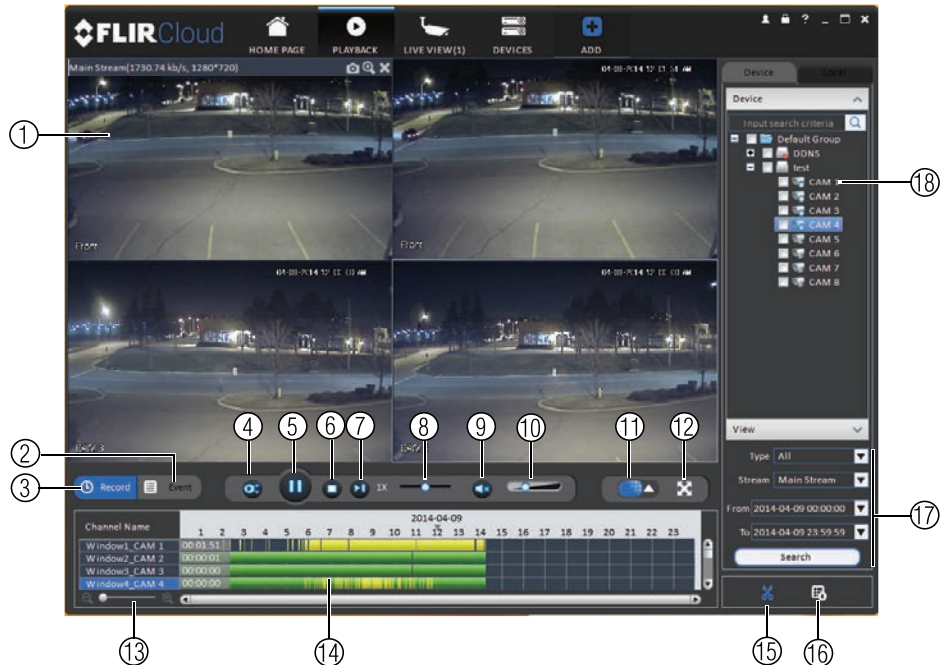 FLIRCloud
HOME PAGE
PLAYBACK
LIVE VIEW(1)
DEVICES
ADD
?
Main Stream(1730.74 kb/s, 1280*720)
Device
Local
Device
Input search criteria
Default Group
DDNS
test
CAM 1
CAM 2
CAM 3
CAM 4
CAM 5
CAM 6
CAM 7
CAM 8
1
18
Front
Front
4
5
6
7
8
9
10
11
12
2
3
Record
Event
1X
View
Type All
Stream Main Stream
From 2014-04-09 00:00:00
To 2014-04-09 23:59:59
Search
17
2014-04-09
Channel Name
1 2 3 4 5 6 7 8 9 10 11 12 13 14 15 16 17 18 19 20 21 22 23
Window1_CAM 1 00:01:51
Window2_CAM 2 00:00:01
Window3_CAM 3 00:00:00
Window4_CAM 4 00:00:00
13
14
15
16